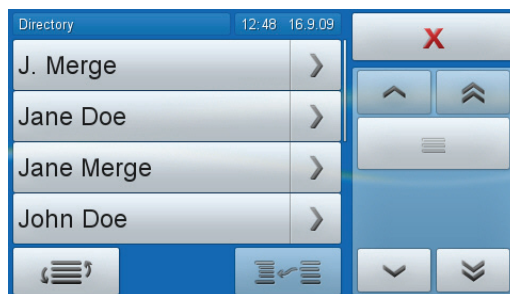 Directory 12:48 16.9.09
X
J. Merge
Jane Doe
Jane Merge
John Doe